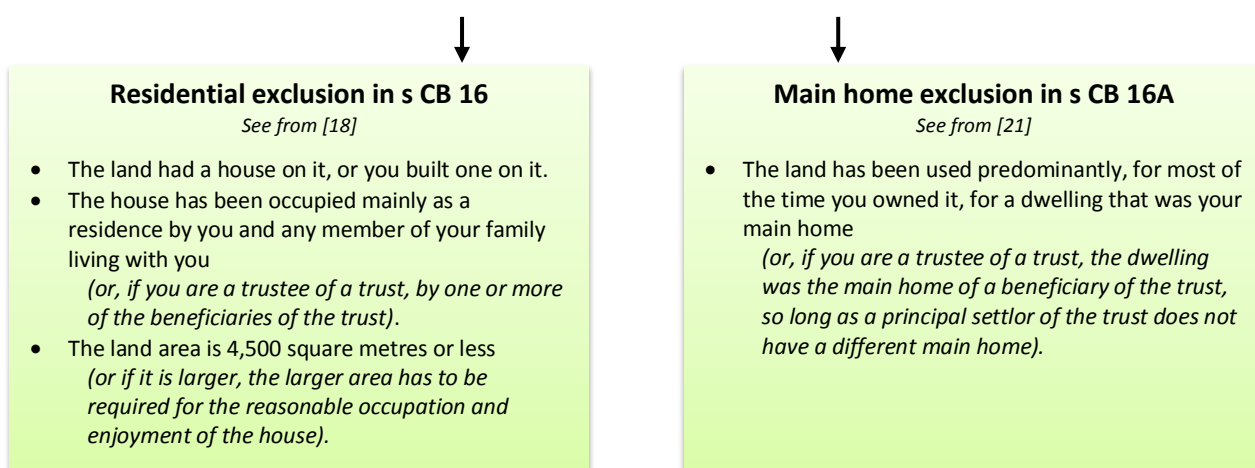 Residential exclusion in s CB 16
See from [18]
• The land had a house on it, or you built one on it.
• The house has been occupied mainly as a
residence by you and any member of your family
living with you
(or, if you are a trustee of a trust, by one or more
of the beneficiaries of the trust).
• The land area is 4,500 square metres or less
(or if it is larger, the larger area has to be
required for the reasonable occupation and
enjoyment of the house).
Main home exclusion in s CB 16A
See from [21]
• The land has been used predominantly, for most of
the time you owned it, for a dwelling that was your
main home
(or, if you are a trustee of a trust, the dwelling
was the main home of a beneficiary of the trust,
so long as a principal settlor of the trust does not
have a different main home).